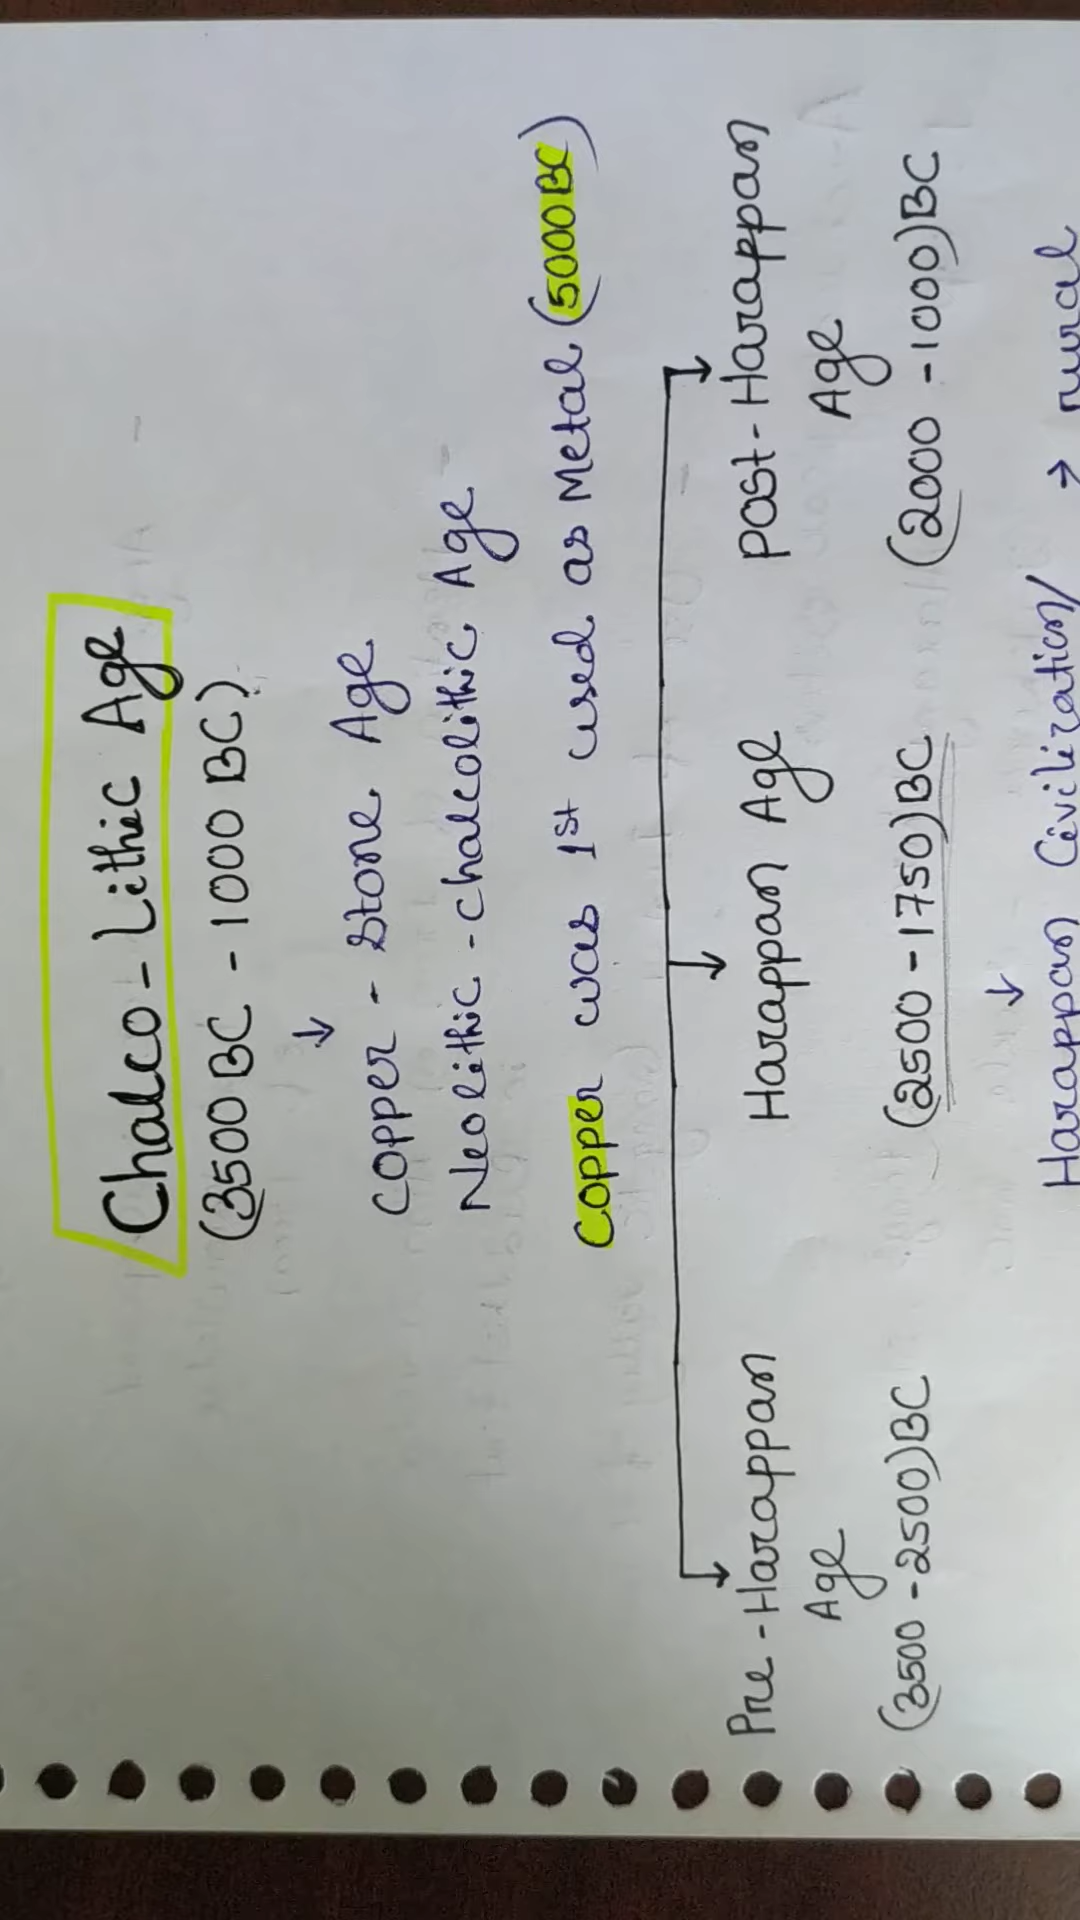 Chalco-Lithic Age
(3500 BC - 1000 BC)
↓
Copper - Stone Age
Neolithic - Chalcolithic Age
Copper was 1st used as Metal (5000BC)
Pre-Harappan Age
(3500-2500)BC
Harappan Age
(2500-1750)BC
Post-Harappan Age
(2000-1000)BC
↓
Harappan Civilization/ → rural